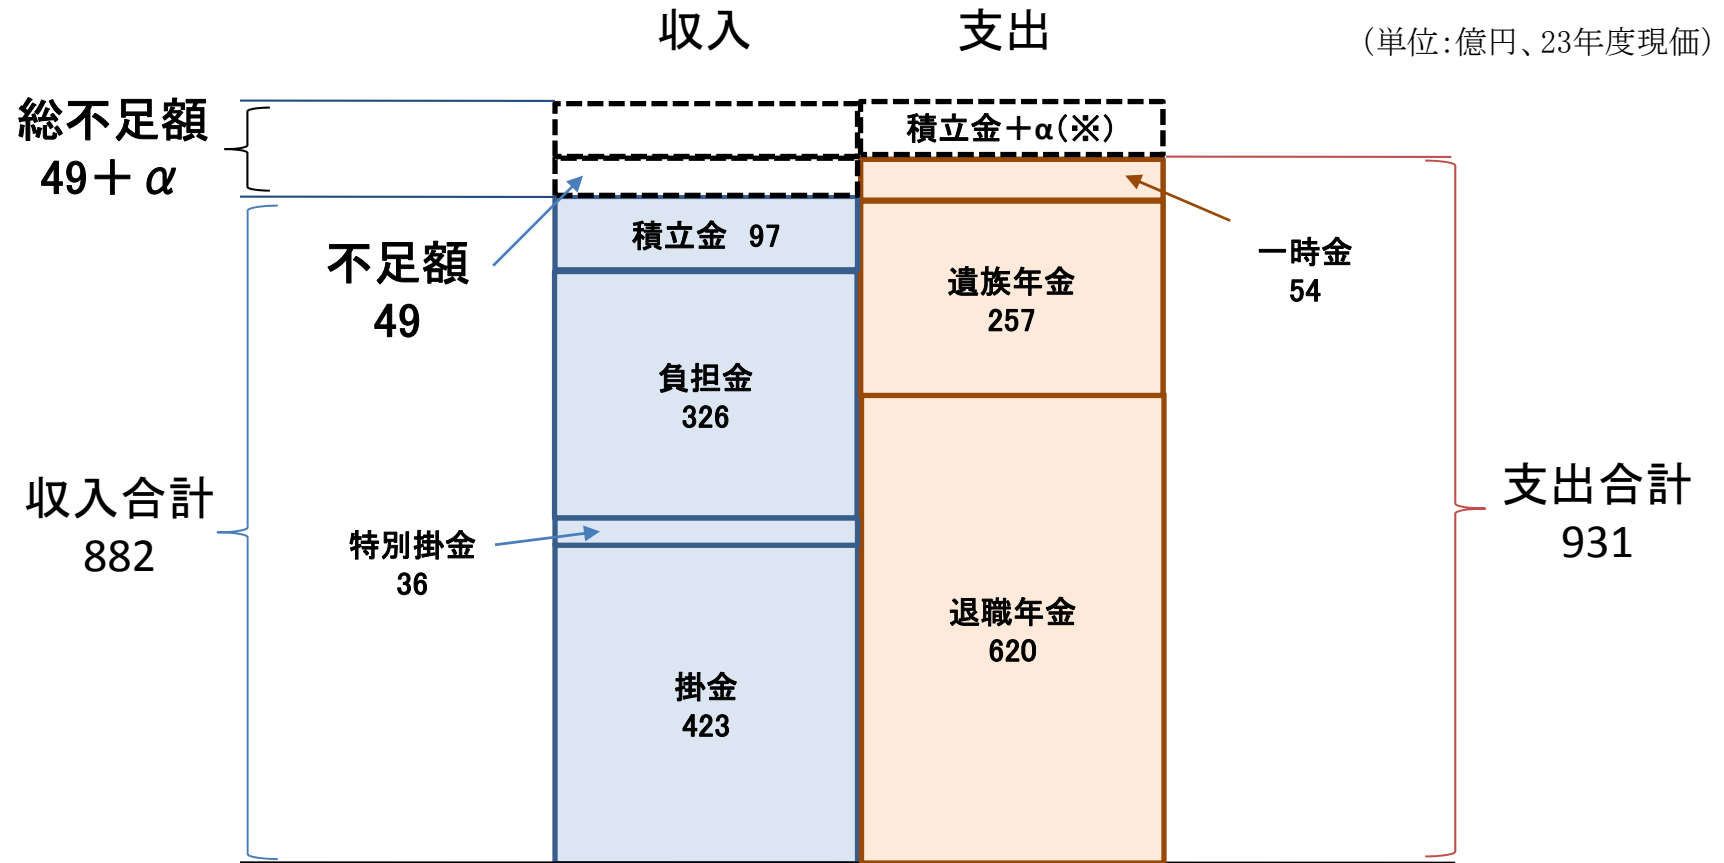 収入
支出
(単位:億円、23年度現価)
総不足額
49+α
積立金+α(※)
積立金 97
不足額
49
一時金
54
遺族年金
257
負担金
326
収入合計
882
支出合計
931
特別掛金
36
退職年金
620
掛金
423